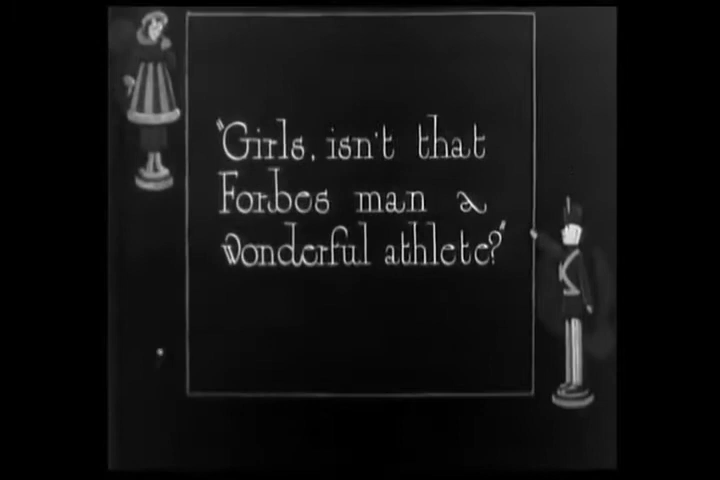 "Girls, isn't that
Forbes man a
wonderful athlete?"